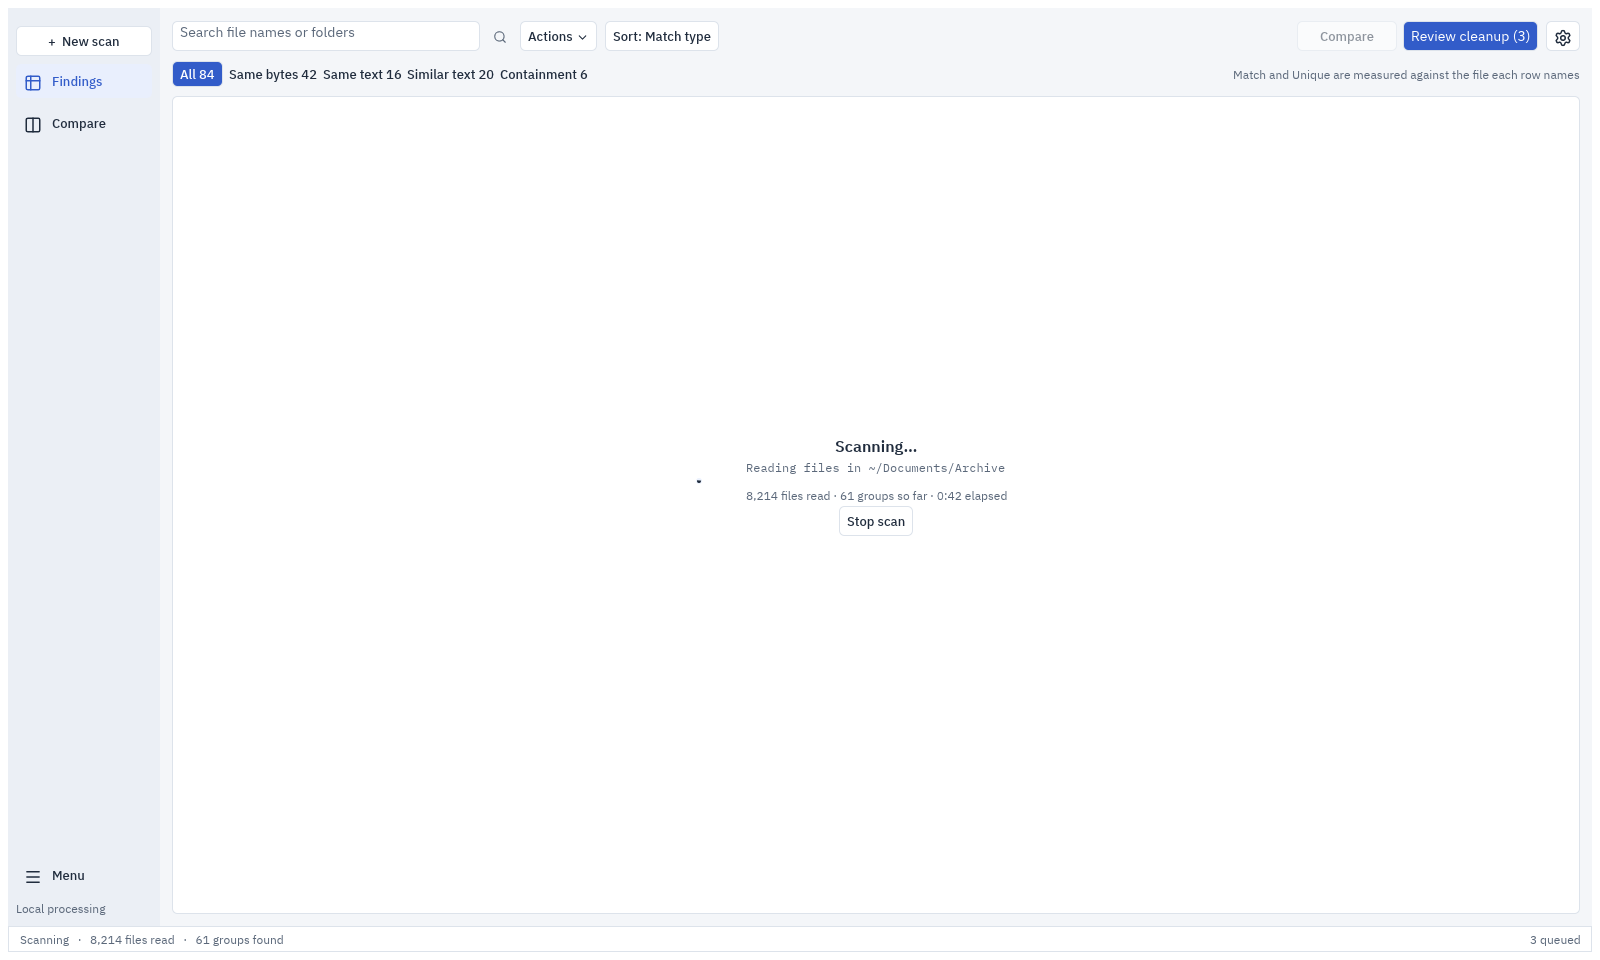 + New scan
Findings
Compare
Menu
Local processing
Search file names or folders
Actions
Sort: Match type
Compare
Review cleanup (3)
All 84 Same bytes 42 Same text 16 Similar text 20 Containment 6
Match and Unique are measured against the file each row names
Scanning...
Reading files in ~/Documents/Archive
8,214 files read · 61 groups so far · 0:42 elapsed
Stop scan
Scanning · 8,214 files read · 61 groups found
3 queued